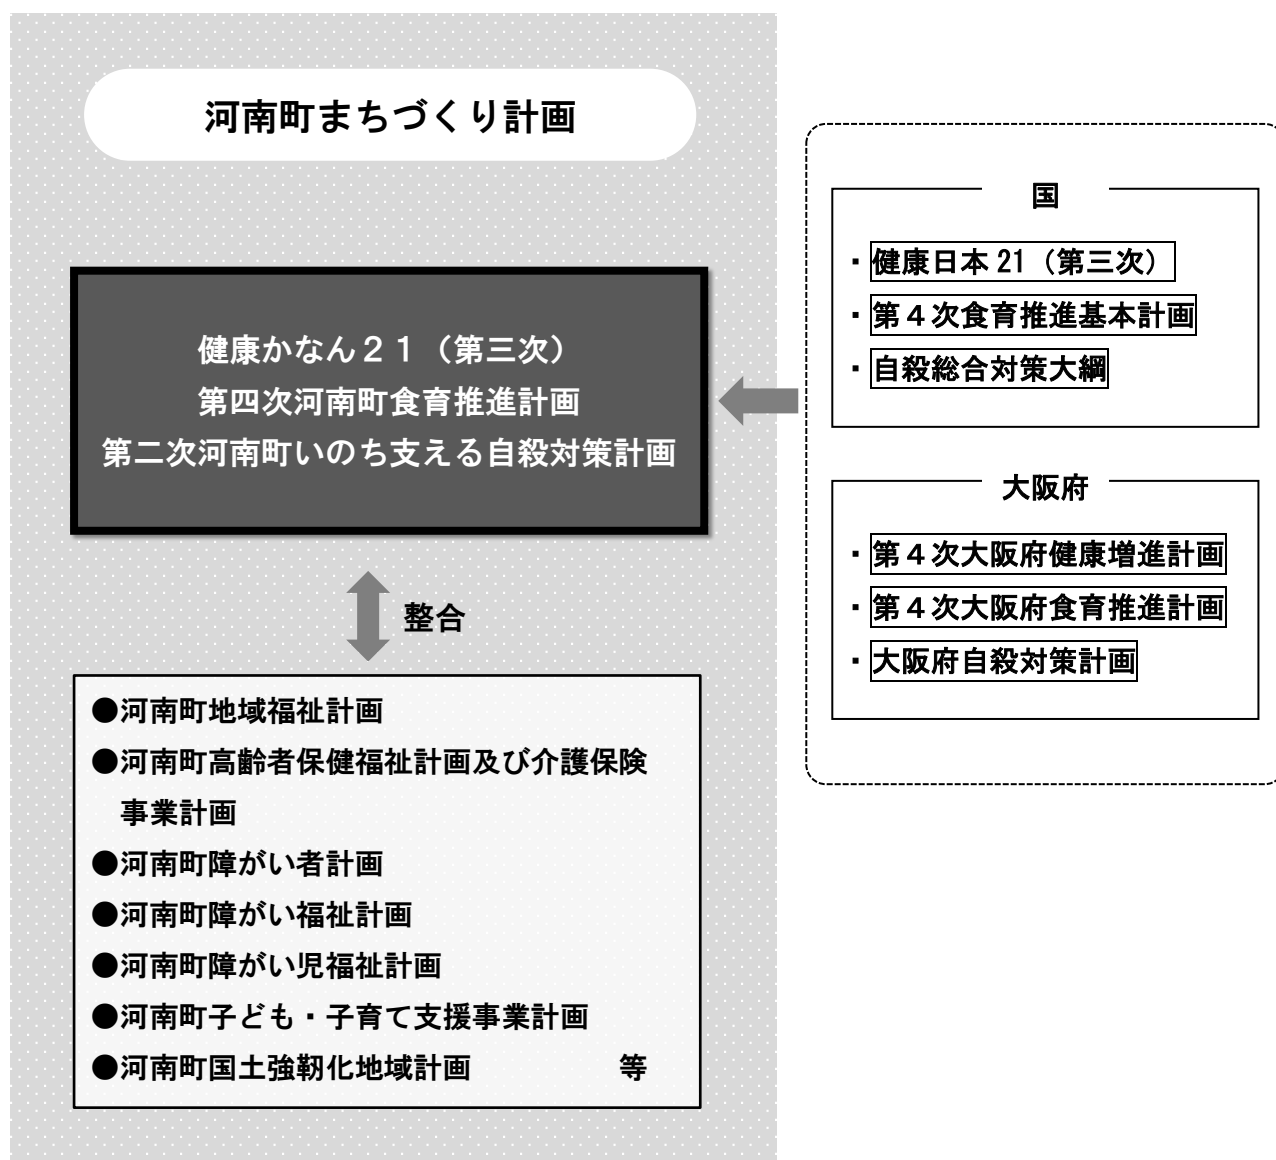 河南町まちづくり計画
健康かなん２１（第三次）
第四次河南町食育推進計画
第二次河南町いのち支える自殺対策計画
整合
●河南町地域福祉計画
●河南町高齢者保健福祉計画及び介護保険
事業計画
●河南町障がい者計画
●河南町障がい福祉計画
●河南町障がい児福祉計画
●河南町子ども・子育て支援事業計画
●河南町国土強靭化地域計画　　　　　等
国
・健康日本 21（第三次）
・第４次食育推進基本計画
・自殺総合対策大綱
大阪府
・第４次大阪府健康増進計画
・第４次大阪府食育推進計画
・大阪府自殺対策計画